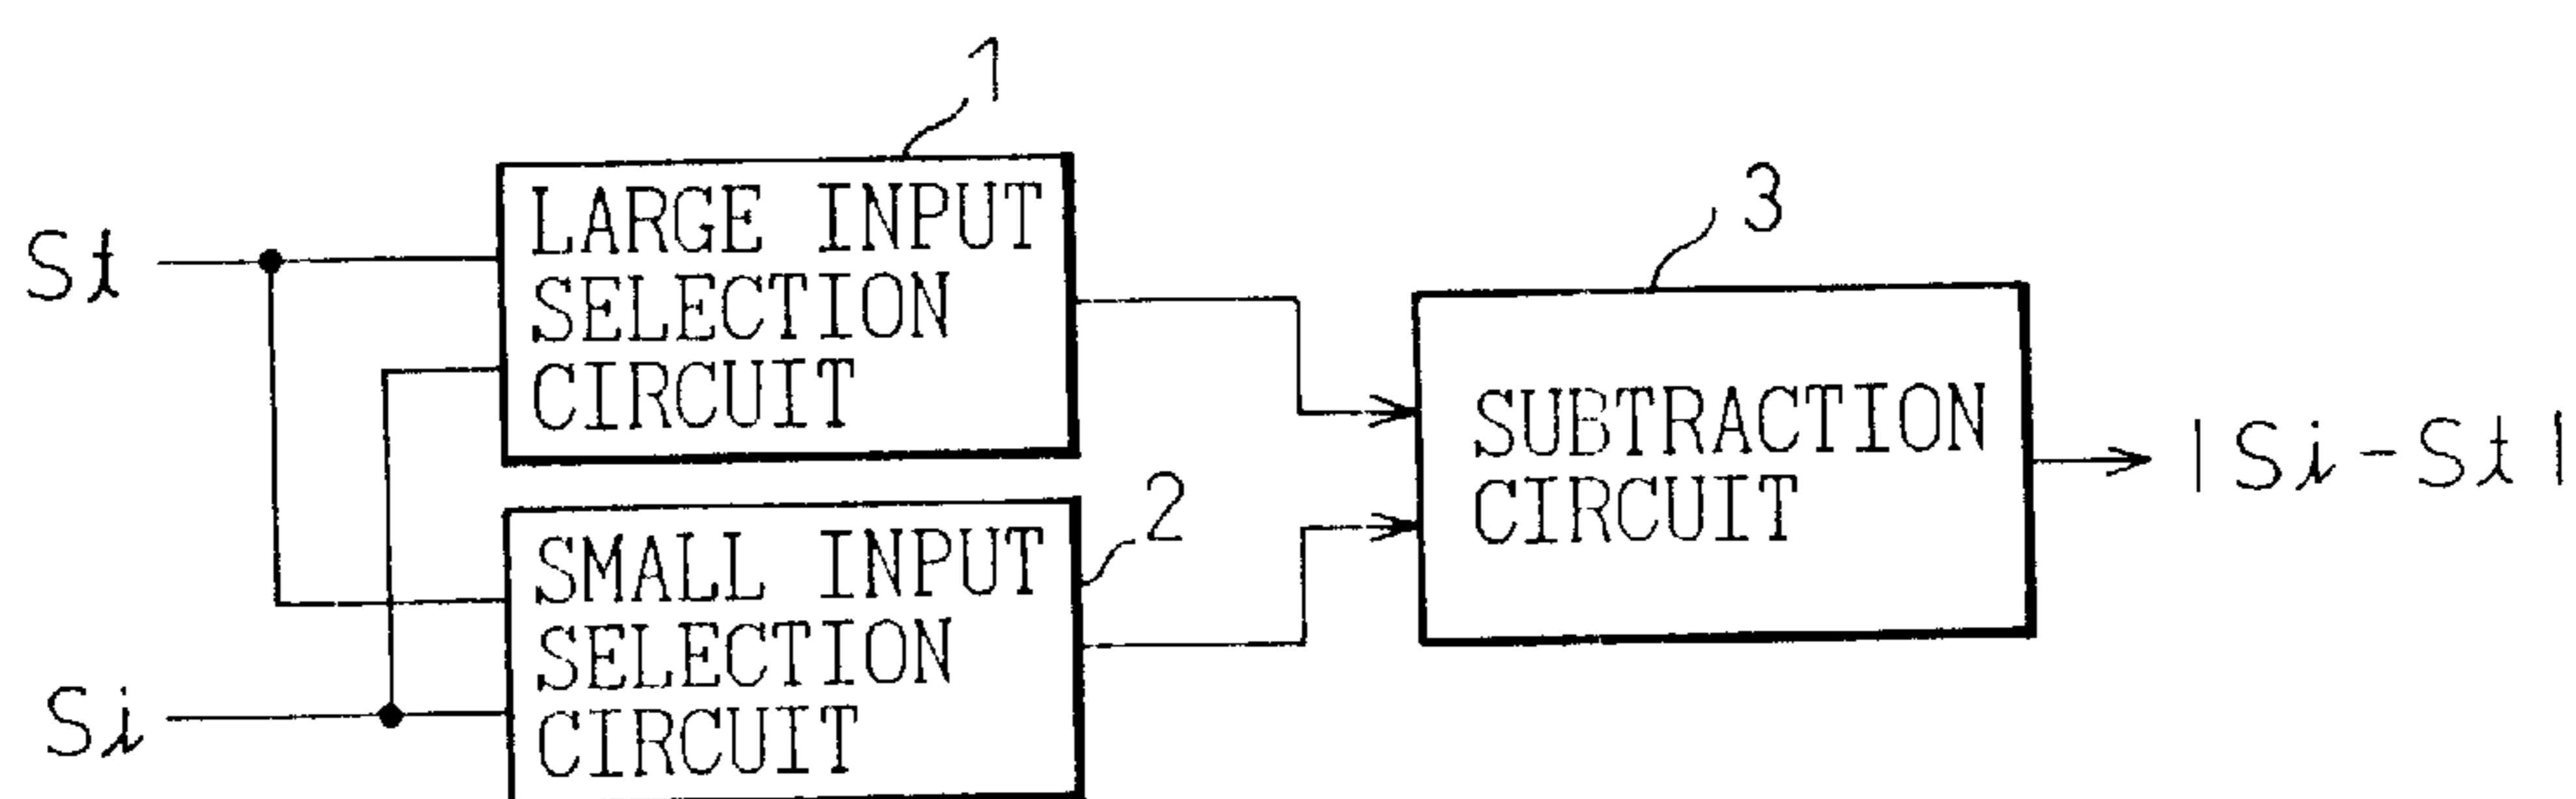 1
LARGE INPUT
SELECTION
CIRCUIT
St
3
SUBTRACTION
CIRCUIT
|Si-St|
2
SMALL INPUT
SELECTION
CIRCUIT
Si